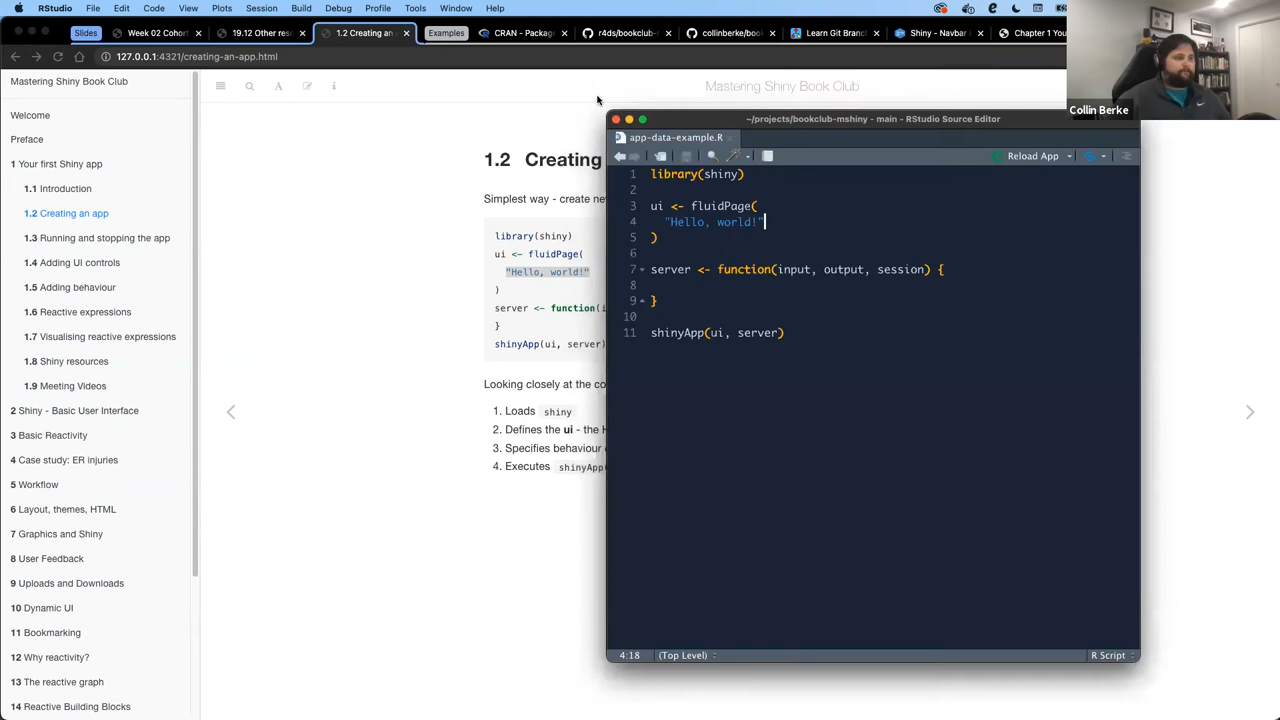 RStudio File Edit Code View Plots Session Build Debug Profile Tools Window Help
Slides Week 02 Cohort 19.12 Other reso 1.2 Creating an Examples CRAN - Package r4ds/bookclub-r collinberke/boo Learn Git Branch Shiny - Navbar Chapter 1 You
127.0.0.1:4321/creating-an-app.html
Mastering Shiny Book Club
Welcome
Preface
1 Your first Shiny app
1.1 Introduction
1.2 Creating an app
1.3 Running and stopping the app
1.4 Adding UI controls
1.5 Adding behaviour
1.6 Reactive expressions
1.7 Visualising reactive expressions
1.8 Shiny resources
1.9 Meeting Videos
2 Shiny - Basic User Interface
3 Basic Reactivity
4 Case study: ER injuries
5 Workflow
6 Layout, themes, HTML
7 Graphics and Shiny
8 User Feedback
9 Uploads and Downloads
10 Dynamic UI
11 Bookmarking
12 Why reactivity?
13 The reactive graph
14 Reactive Building Blocks
Mastering Shiny Book Club
1.2 Creating
Simplest way - create ne
library(shiny)
ui <- fluidPage(
"Hello, world!"
)
server <- function(i
}
shinyApp(ui, server)
Looking closely at the co
1. Loads shiny
2. Defines the ui - the H
3. Specifies behaviour
4. Executes shinyApp
~/projects/bookclub-mshiny - main - RStudio Source Editor
app-data-example.R
Reload App
1 library(shiny)
2
3 ui <- fluidPage(
4 "Hello, world!"
5 )
6
7 server <- function(input, output, session) {
8
9 }
10
11 shinyApp(ui, server)
4:18 (Top Level) R Script
Collin Berke